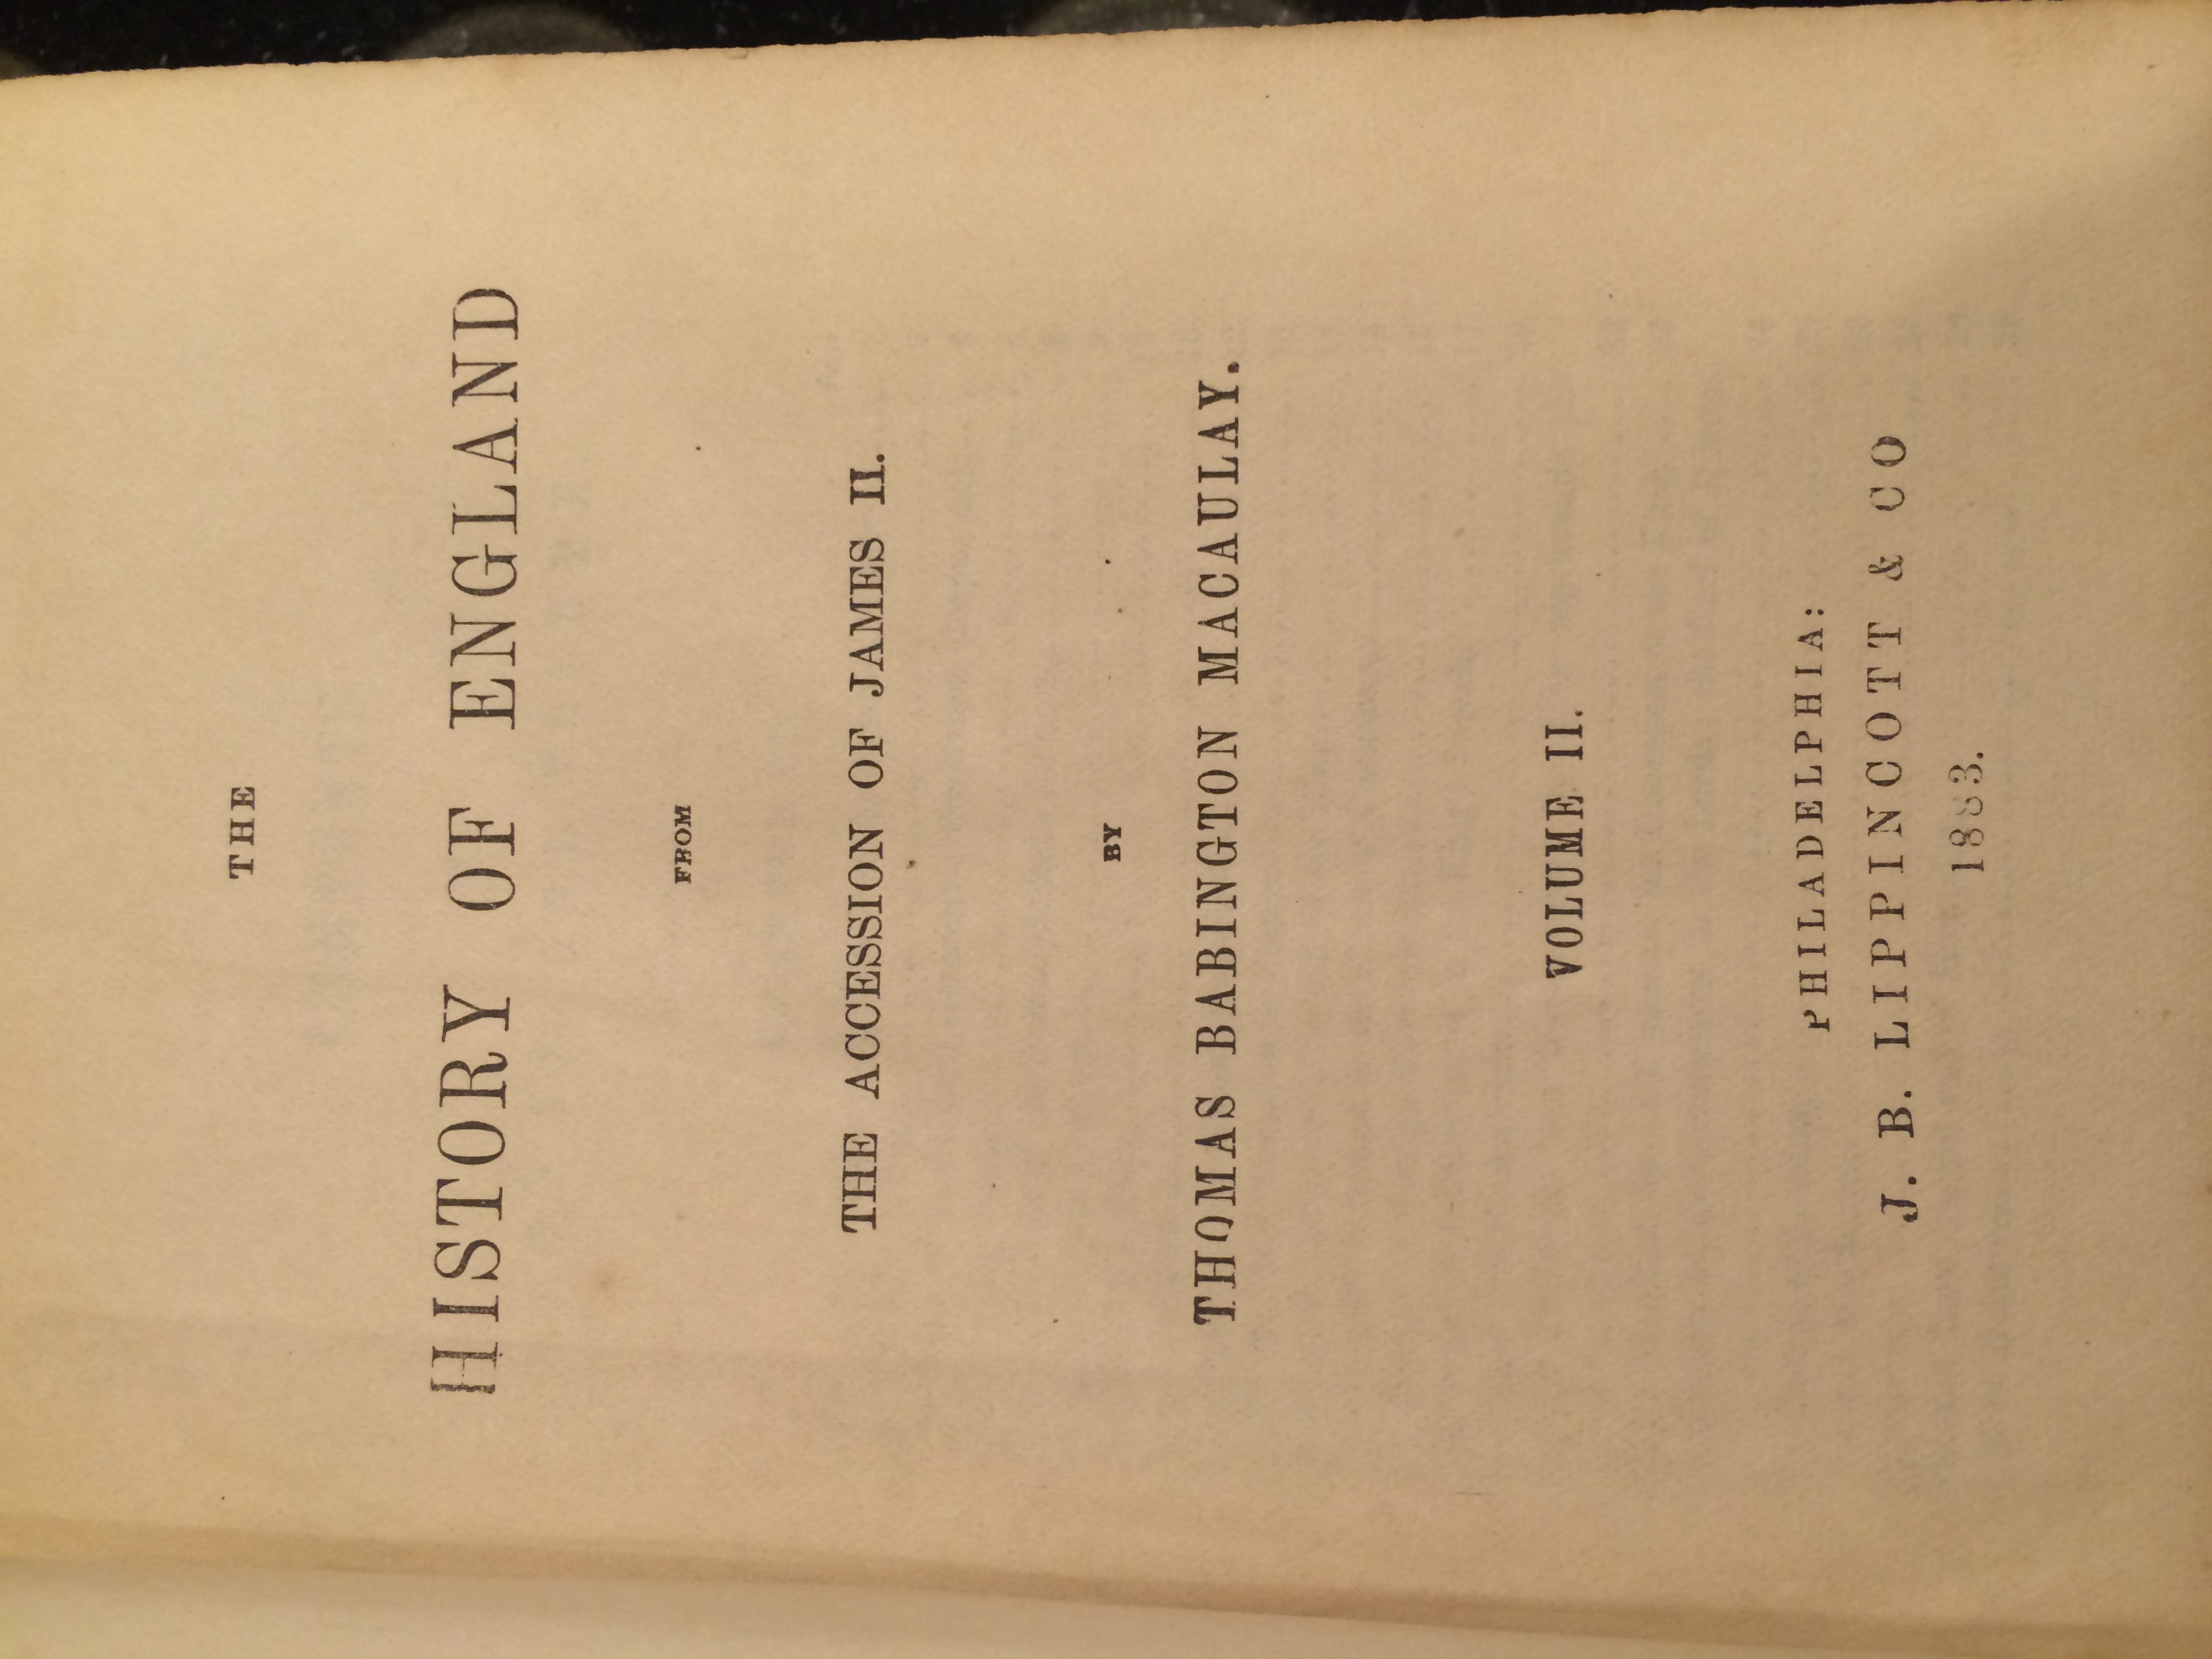 THE
HISTORY OF ENGLAND
FROM
THE ACCESSION OF JAMES II.
BY
THOMAS BABINGTON MACAULAY.
VOLUME II.
PHILADELPHIA:
J. B. LIPPINCOTT & CO
1883.